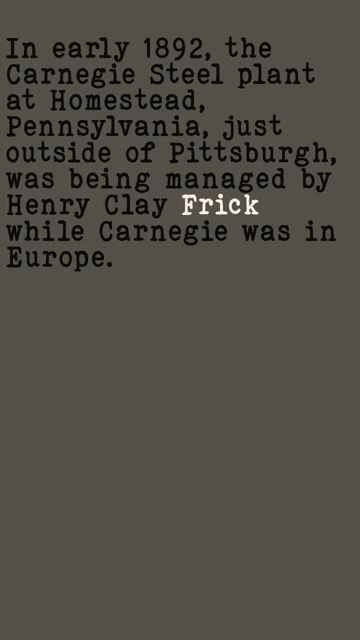 In early 1892, the
Carnegie Steel plant
at Homestead,
Pennsylvania, just
outside of Pittsburgh,
was being managed by
Henry Clay Frick
while Carnegie was in
Europe.